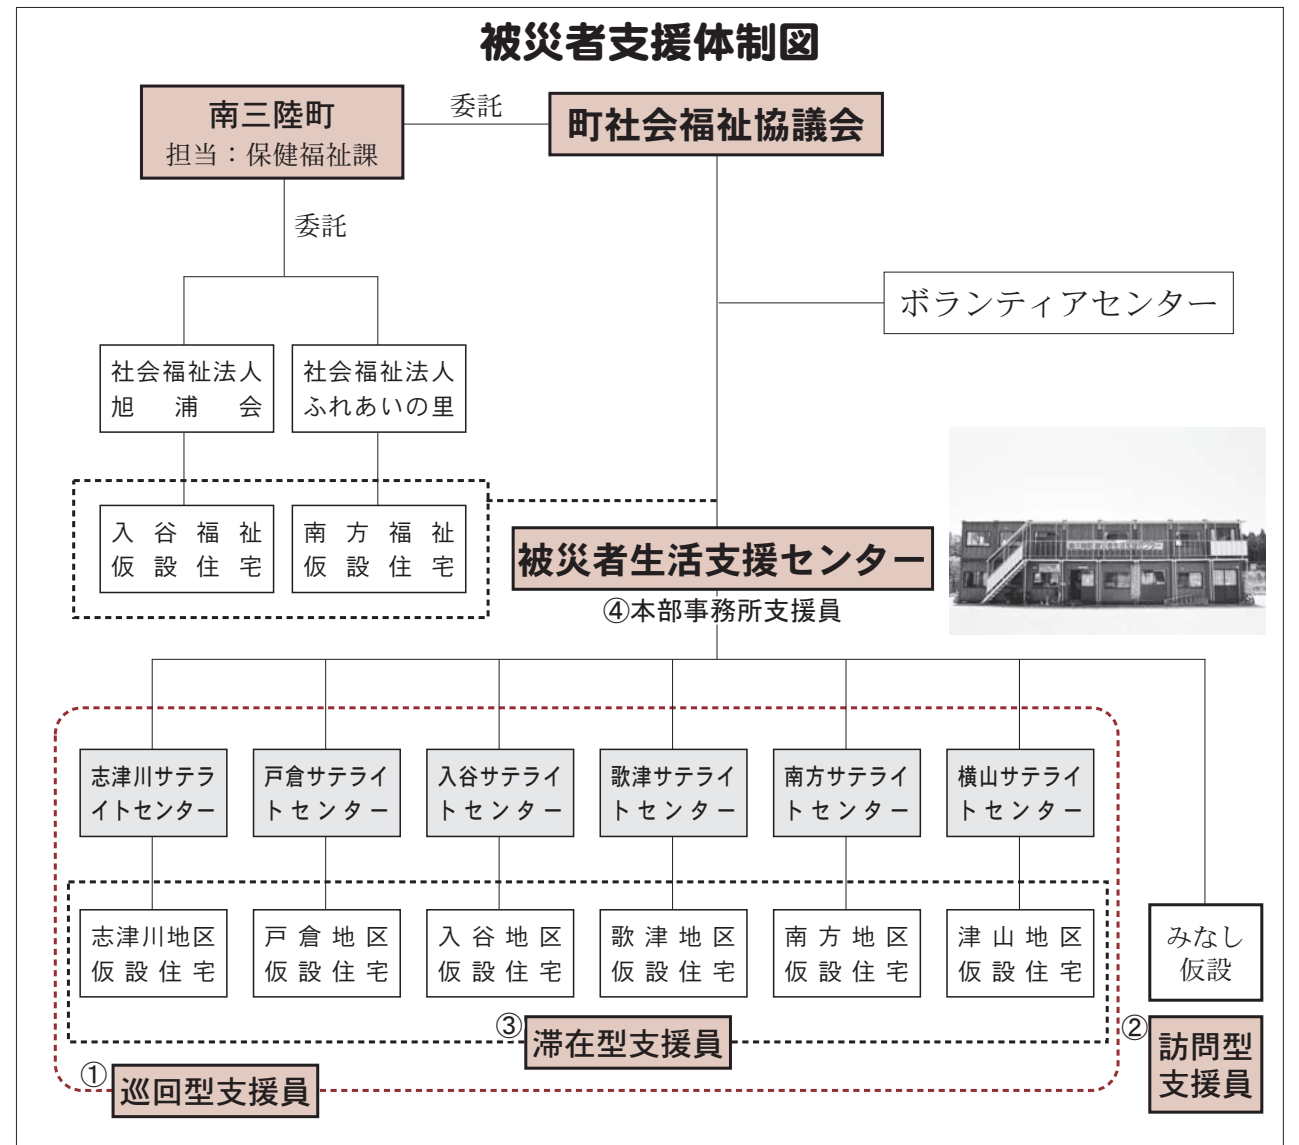 被災者支援体制図
南三陸町
担当：保健福祉課
委託
町社会福祉協議会
委託
ボランティアセンター
社会福祉法人
旭浦会
社会福祉法人
ふれあいの里
入谷福祉
仮設住宅
南方福祉
仮設住宅
被災者生活支援センター
④本部事務所支援員
志津川サテラ
イトセンター
戸倉サテライ
トセンター
入谷サテライ
トセンター
歌津サテライ
トセンター
南方サテライ
トセンター
横山サテライ
トセンター
志津川地区
仮設住宅
戸倉地区
仮設住宅
入谷地区
仮設住宅
歌津地区
仮設住宅
南方地区
仮設住宅
津山地区
仮設住宅
みなし
仮設
③
滞在型支援員
②
訪問型
支援員
①
巡回型支援員